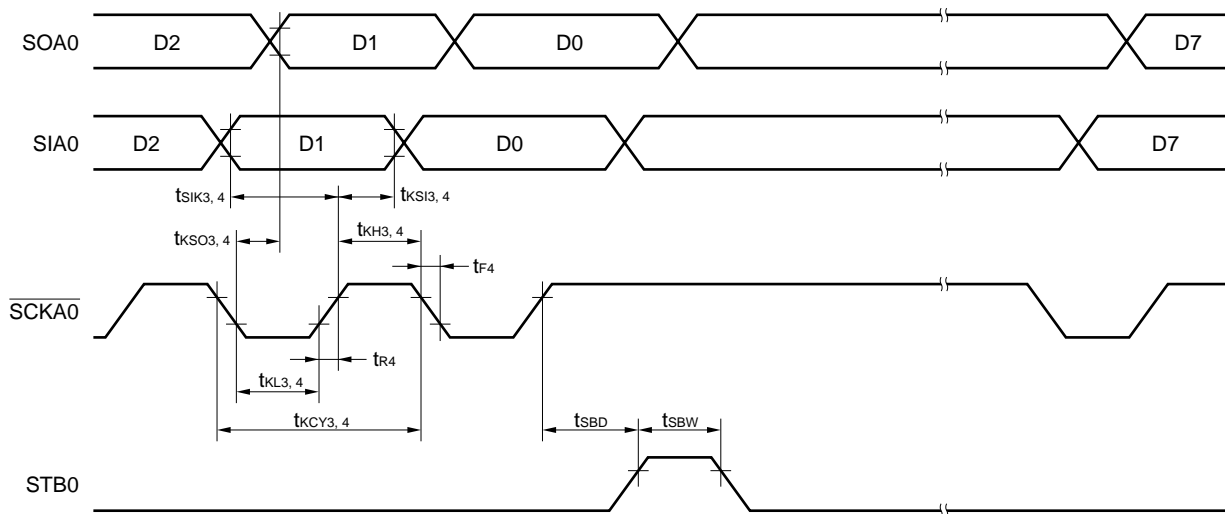 SOA0 D2 D1 D0 D7
SIA0 D2 D1 D0 D7
tSIK3, 4 tKSI3, 4
tKSO3, 4 tKH3, 4
tF4
SCKA0
tR4
tKL3, 4
tKCY3, 4 tSBD tSBW
STB0